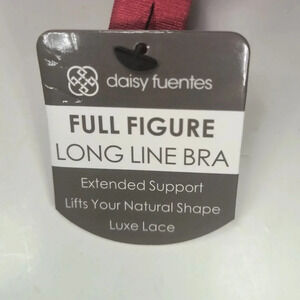 daisy fuentes
FULL FIGURE
LONG LINE BRA
Extended Support
Lifts Your Natural Shape
Luxe Lace